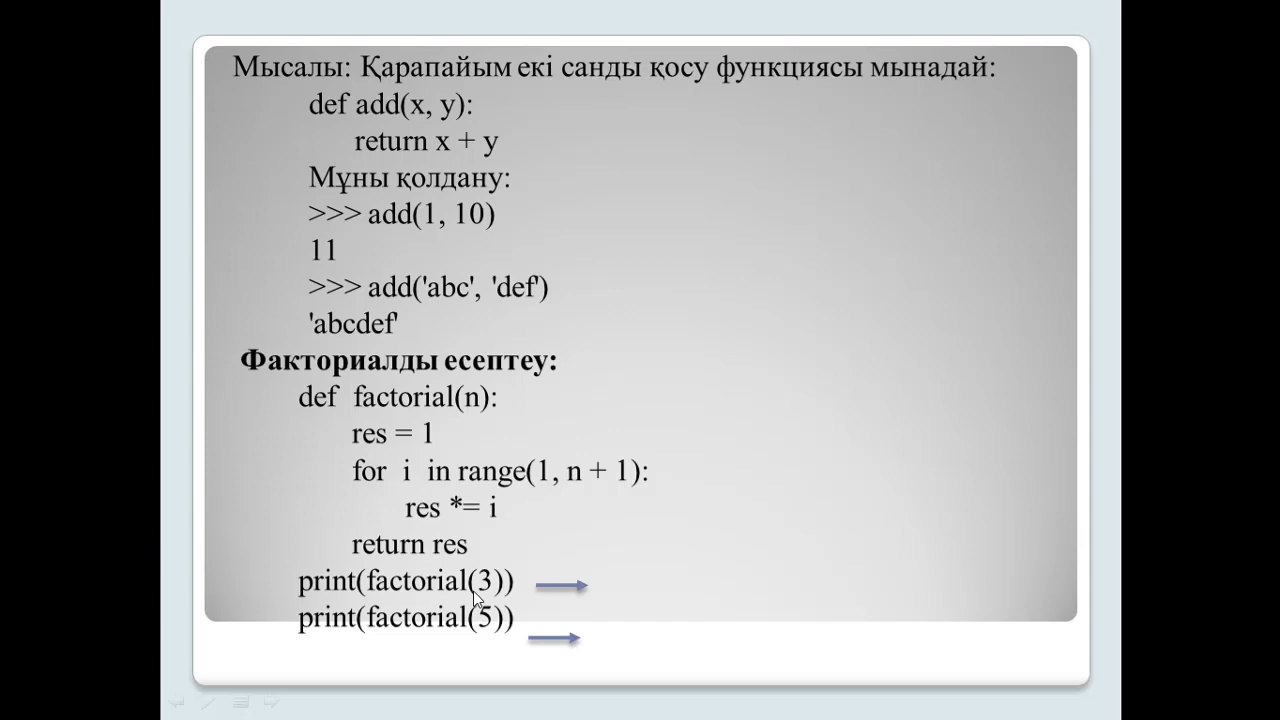 Мысалы: Қарапайым екі санды қосу функциясы мынадай:
def add(x, y):
return x + y
Мұны қолдану:
>>> add(1, 10)
11
>>> add('abc', 'def')
'abcdef'
Факториалды есептеу:
def factorial(n):
res = 1
for i in range(1, n + 1):
res *= i
return res
print(factorial(3))
print(factorial(5))